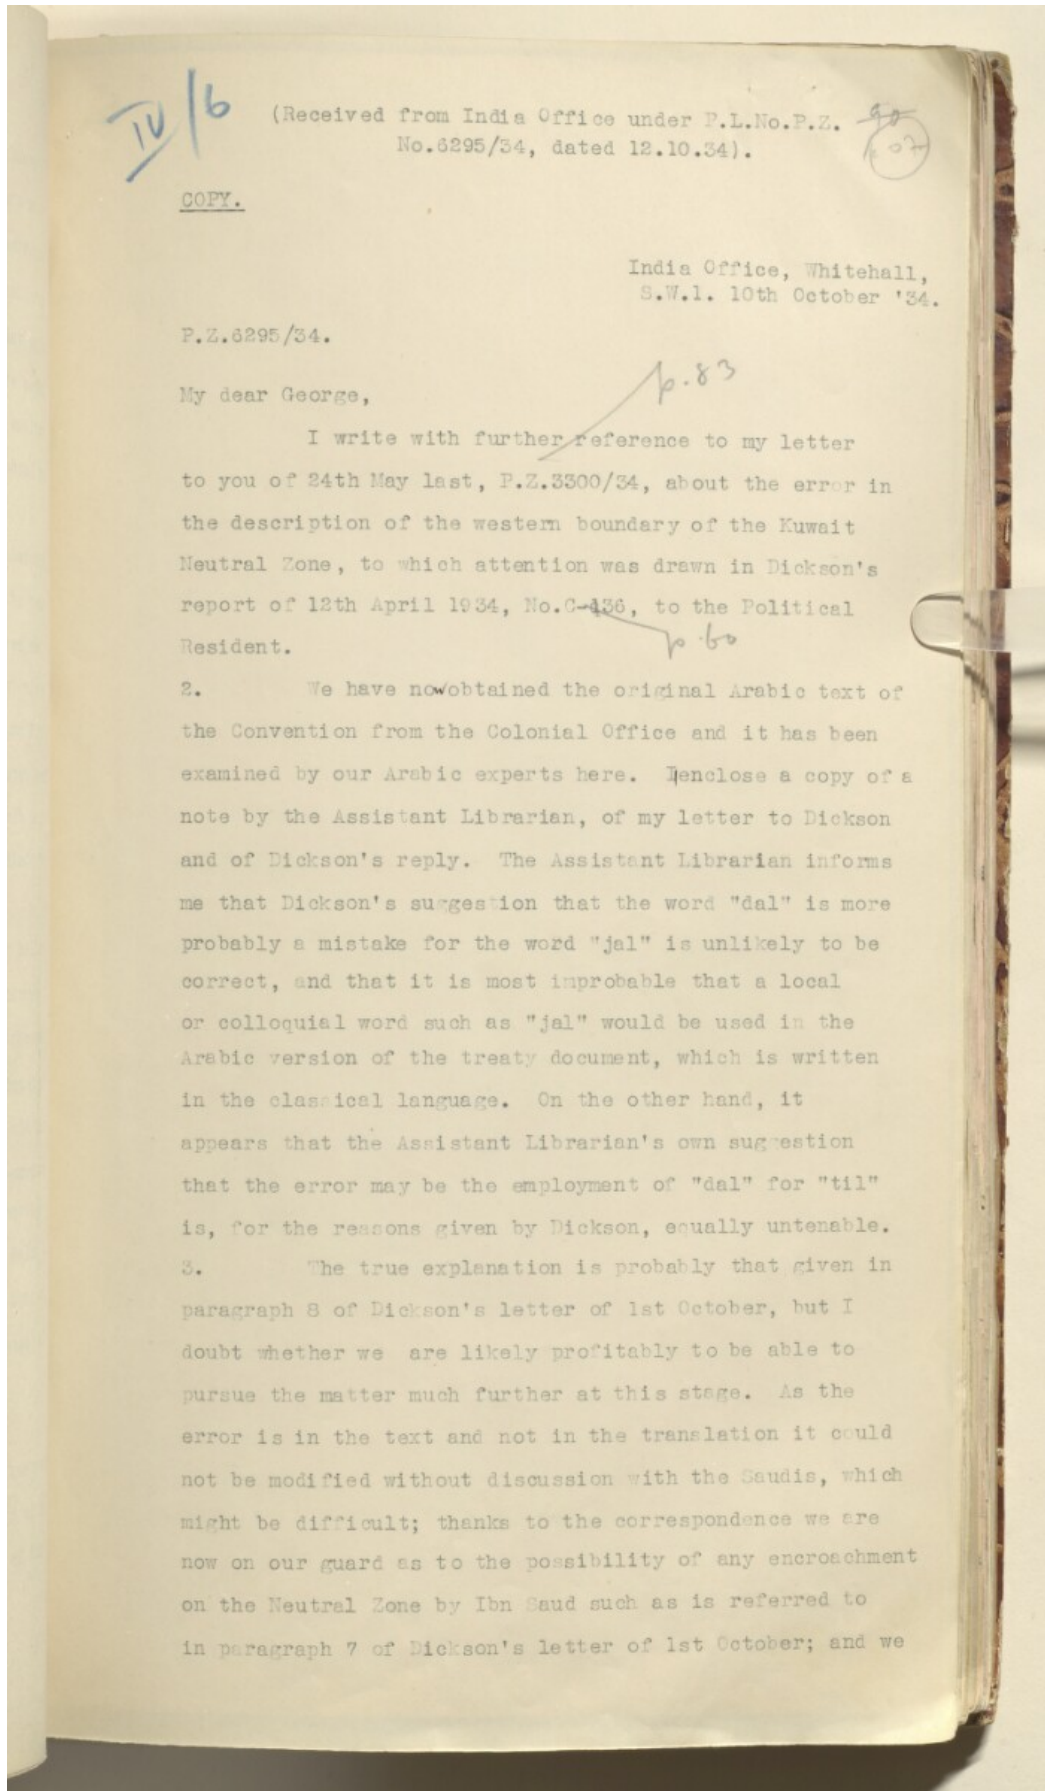 IV/6
(Received from India Office under P.L.No.P.Z.
No.6295/34, dated 12.10.34).
90
COPY.
India Office, Whitehall,
S.W.1. 10th October '34.
P.Z.6295/34.
p.83
My dear George,
I write with further reference to my letter
to you of 24th May last, P.Z.3300/34, about the error in
the description of the western boundary of the Kuwait
Neutral Zone, to which attention was drawn in Dickson's
report of 12th April 1934, No.C-136, to the Political
p.60
Resident.
2. We have now obtained the original Arabic text of
the Convention from the Colonial Office and it has been
examined by our Arabic experts here. I enclose a copy of a
note by the Assistant Librarian, of my letter to Dickson
and of Dickson's reply. The Assistant Librarian informs
me that Dickson's suggestion that the word "dal" is more
probably a mistake for the word "jal" is unlikely to be
correct, and that it is most improbable that a local
or colloquial word such as "jal" would be used in the
Arabic version of the treaty document, which is written
in the classical language. On the other hand, it
appears that the Assistant Librarian's own suggestion
that the error may be the employment of "dal" for "til"
is, for the reasons given by Dickson, equally untenable.
3. The true explanation is probably that given in
paragraph 8 of Dickson's letter of 1st October, but I
doubt whether we are likely profitably to be able to
pursue the matter much further at this stage. As the
error is in the text and not in the translation it could
not be modified without discussion with the Saudis, which
might be difficult; thanks to the correspondence we are
now on our guard as to the possibility of any encroachment
on the Neutral Zone by Ibn Saud such as is referred to
in paragraph 7 of Dickson's letter of 1st October; and we